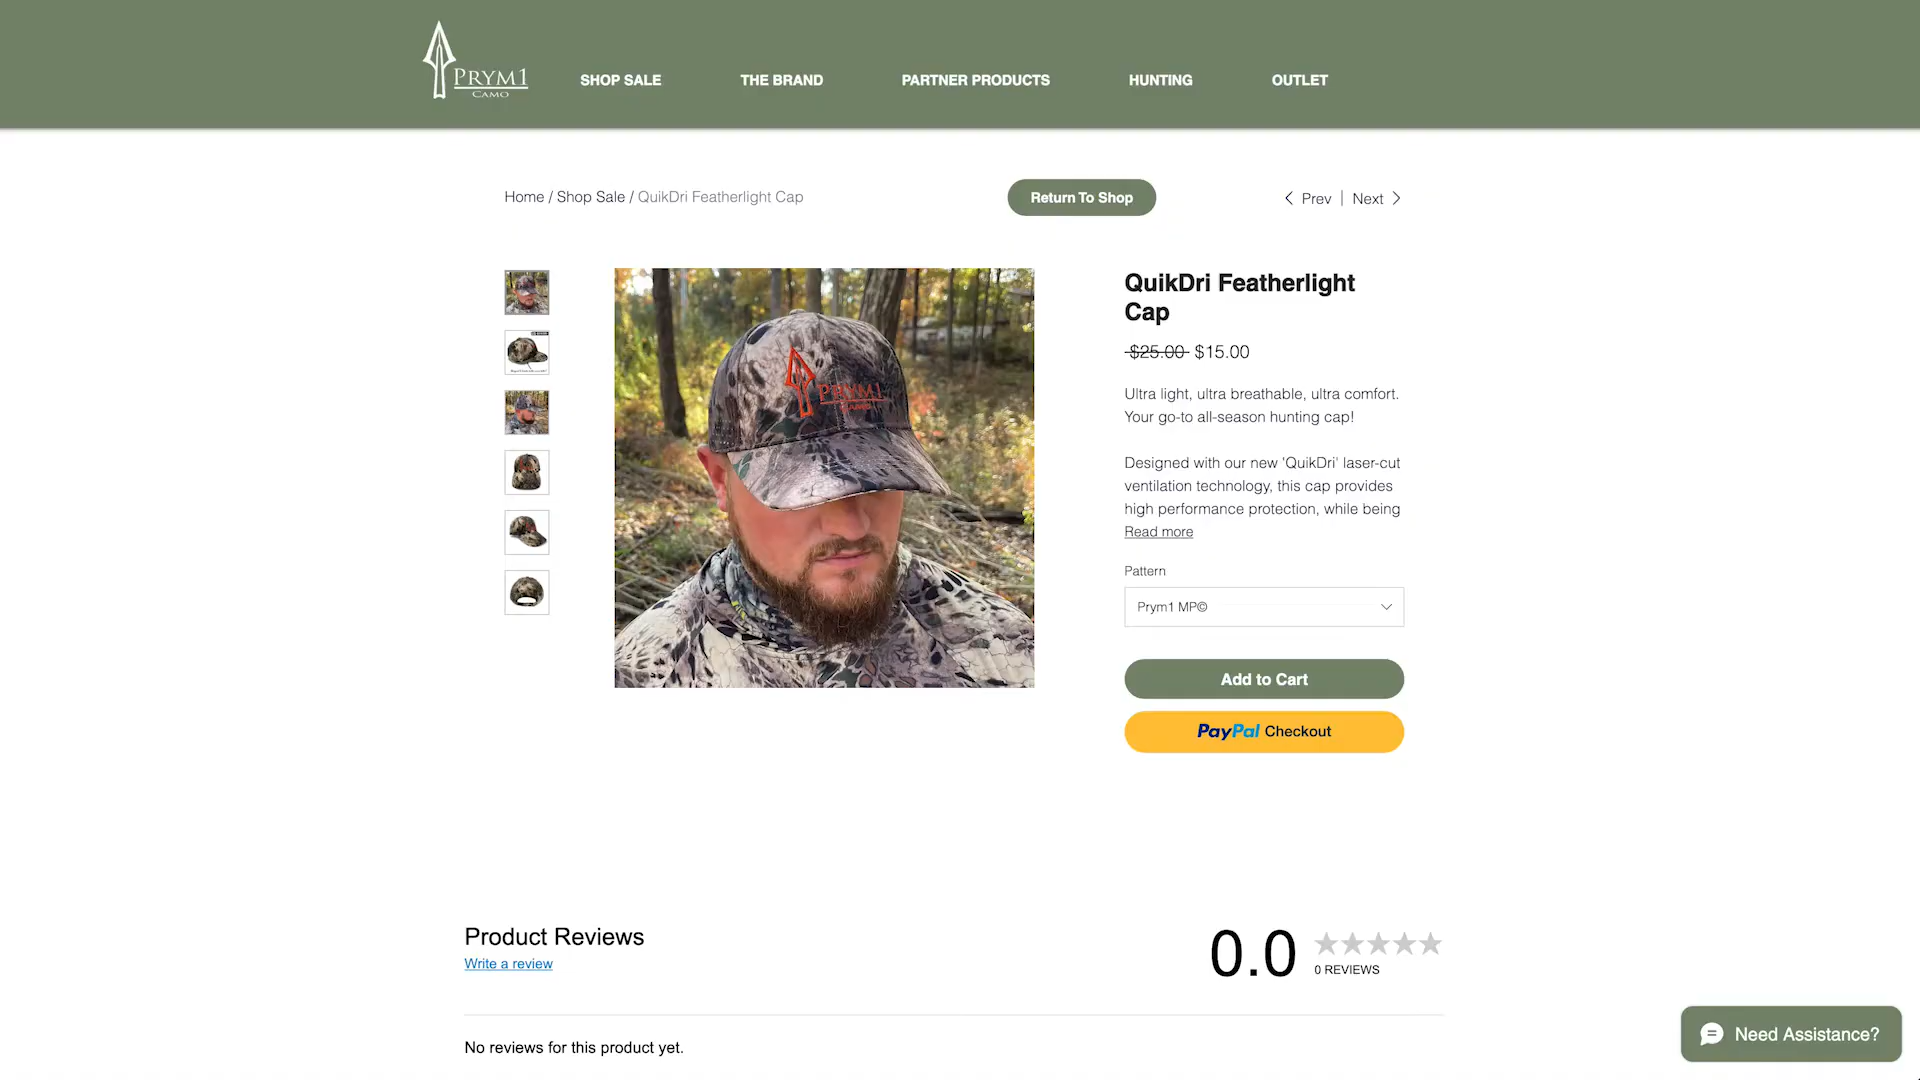 PRYM1
CAMO
SHOP SALE
THE BRAND
PARTNER PRODUCTS
HUNTING
OUTLET
Home / Shop Sale / QuikDri Featherlight Cap
Return To Shop
Prev | Next
PRYM1
CAMO
QuikDri Featherlight
Cap
$25.00 $15.00
Ultra light, ultra breathable, ultra comfort.
Your go-to all-season hunting cap!
Designed with our new 'QuikDri' laser-cut
ventilation technology, this cap provides
high performance protection, while being
Read more
Pattern
Prym1 MP©
Add to Cart
PayPal Checkout
Product Reviews
Write a review
0.0
0 REVIEWS
No reviews for this product yet.
Need Assistance?